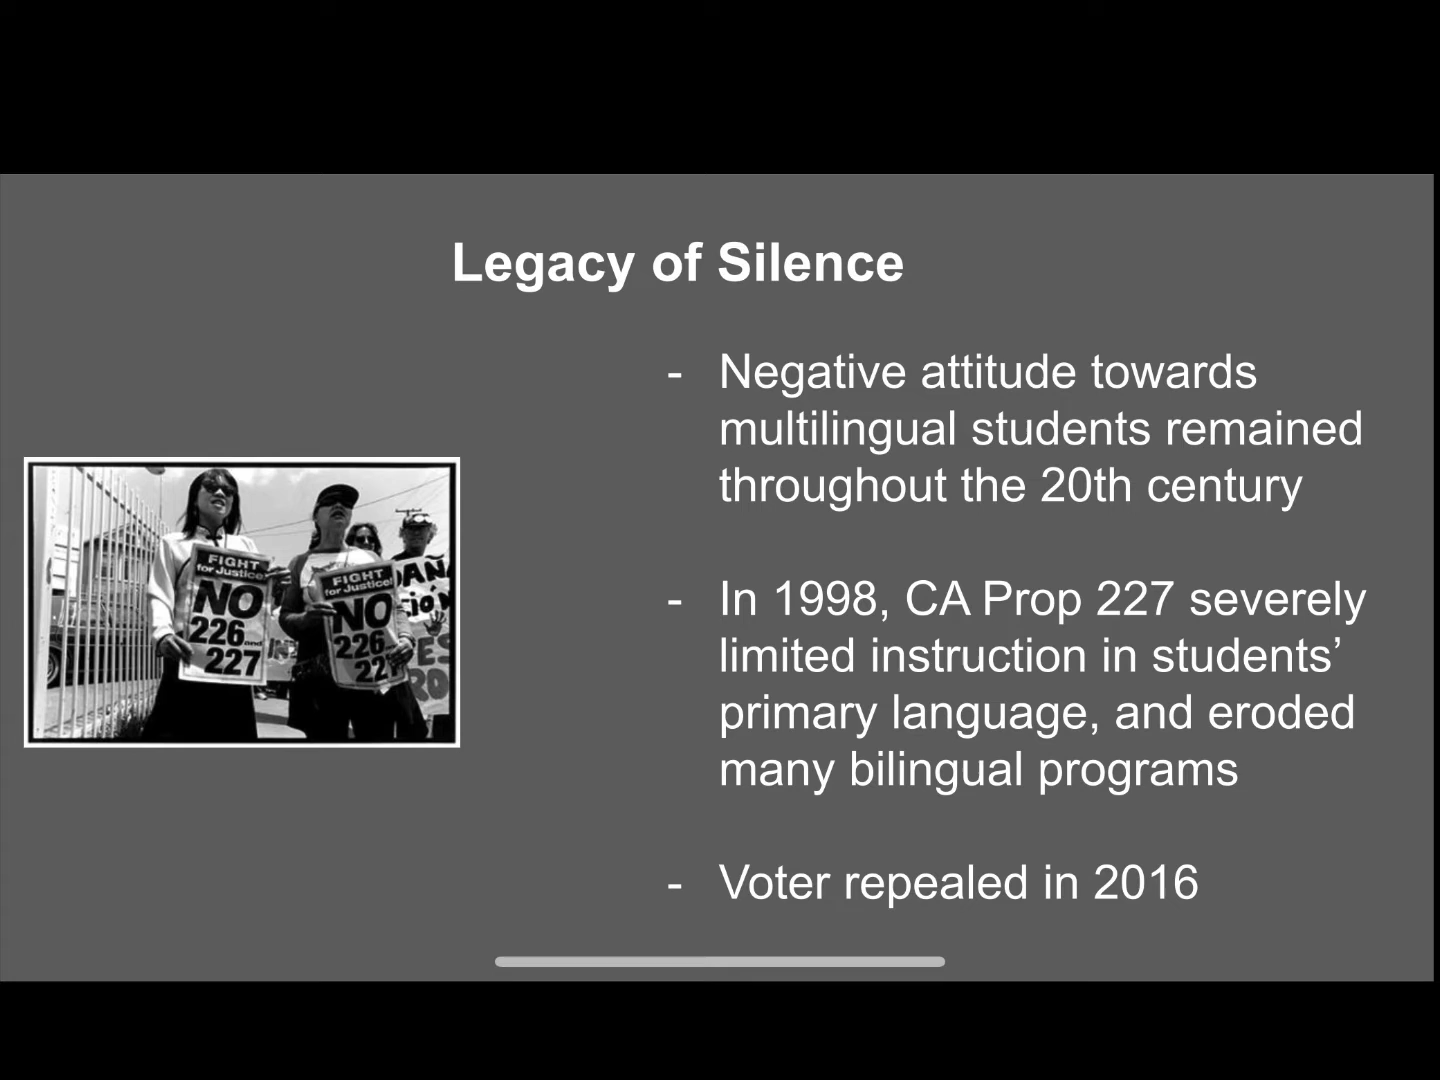 Legacy of Silence
- Negative attitude towards
multilingual students remained
throughout the 20th century
- In 1998, CA Prop 227 severely
limited instruction in students’
primary language, and eroded
many bilingual programs
- Voter repealed in 2016
FIGHT
for Justice!
NO
226 and
227
FIGHT
for Justice!
NO
226
22